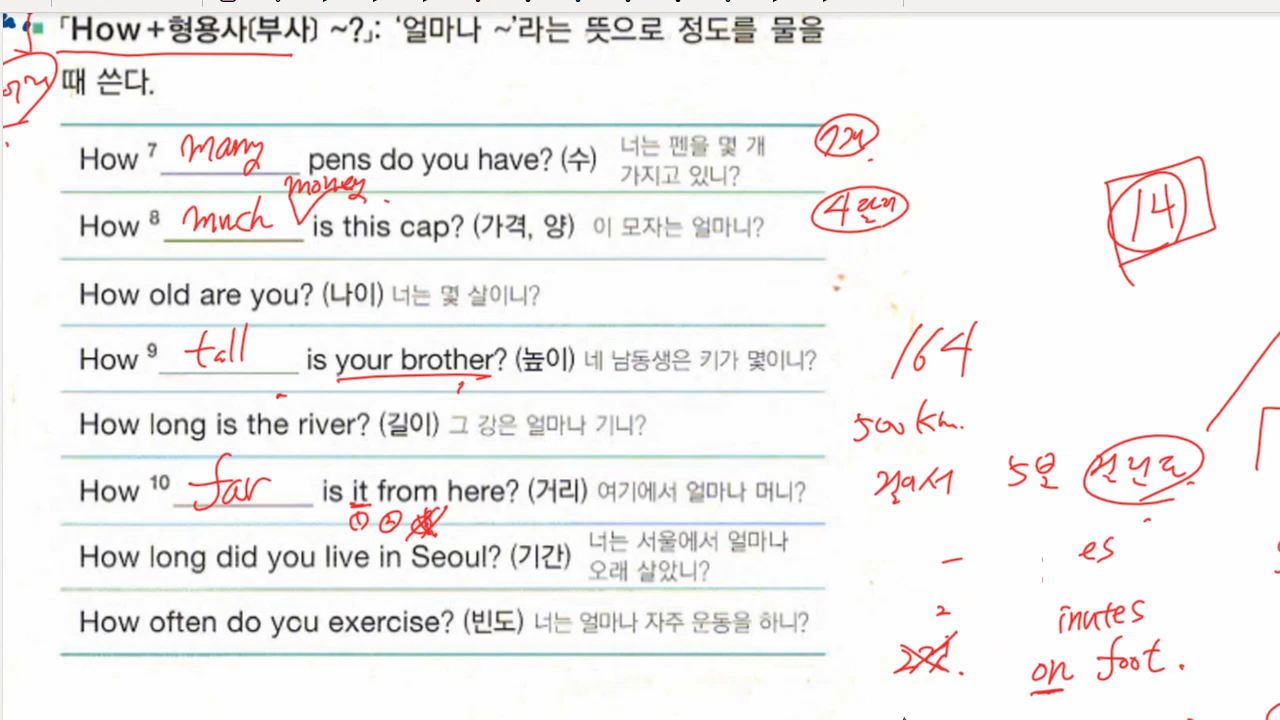 「How+형용사(부사) ~?」: '얼마나 ~'라는 뜻으로 정도를 물을
때 쓴다.
How 7 many pens do you have? (수) 너는 펜을 몇 개
가지고 있니?
money
How 8 much is this cap? (가격, 양) 이 모자는 얼마니?
4
14
How old are you? (나이) 너는 몇 살이니?
How 9 tall is your brother? (높이) 네 남동생은 키가 몇이니?
164
How long is the river? (길이) 그 강은 얼마나 기니?
500km.
How 10 far is it from here? (거리) 여기에서 얼마나 머니?
걸어서 5분
① ②
How long did you live in Seoul? (기간) 너는 서울에서 얼마나
오래 살았니?
es
How often do you exercise? (빈도) 너는 얼마나 자주 운동을 하니?
2 inutes
on foot.